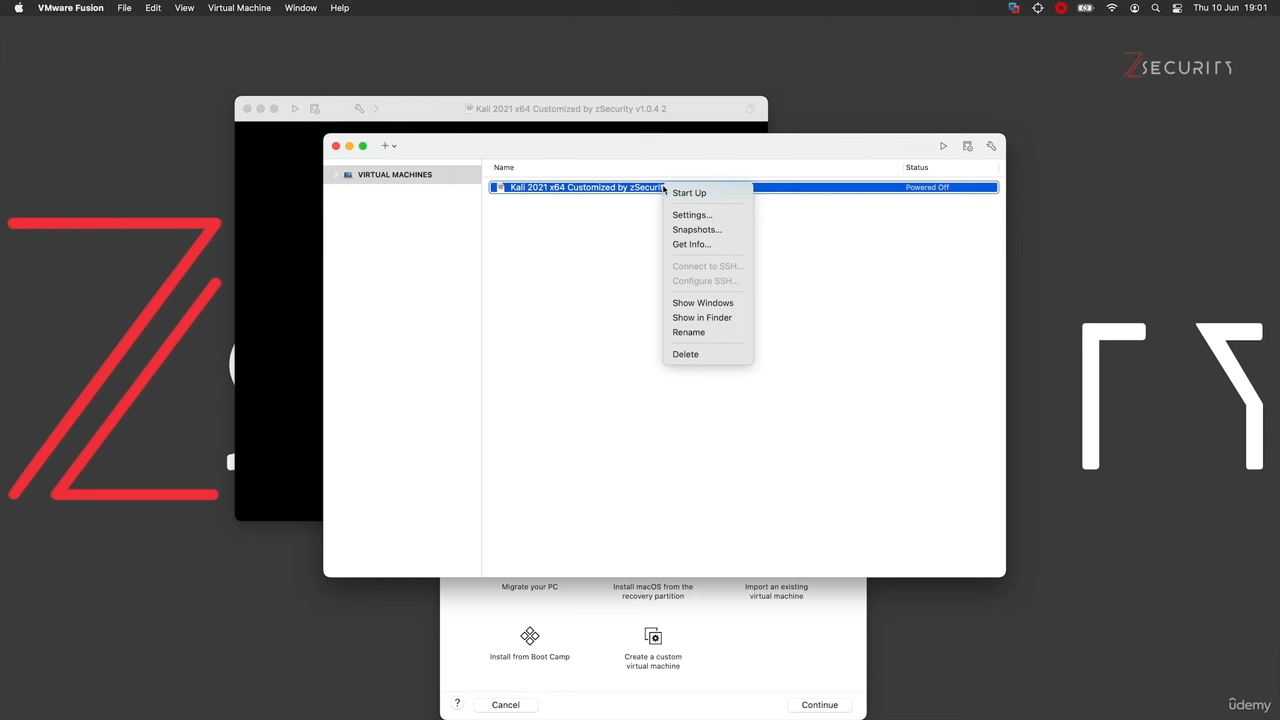 VMware Fusion File Edit View Virtual Machine Window Help Thu 10 Jun 19:01
ZSECURITY
Kali 2021 x64 Customized by zSecurity v1.0.4 2
VIRTUAL MACHINES
Name Status
Kali 2021 x64 Customized by zSecurit Powered Off
Start Up
Settings...
Snapshots...
Get Info...
Connect to SSH...
Configure SSH...
Show Windows
Show in Finder
Rename
Delete
Migrate your PC
Install macOS from the
recovery partition
Import an existing
virtual machine
Install from Boot Camp
Create a custom
virtual machine
? Cancel Continue
ûdemy